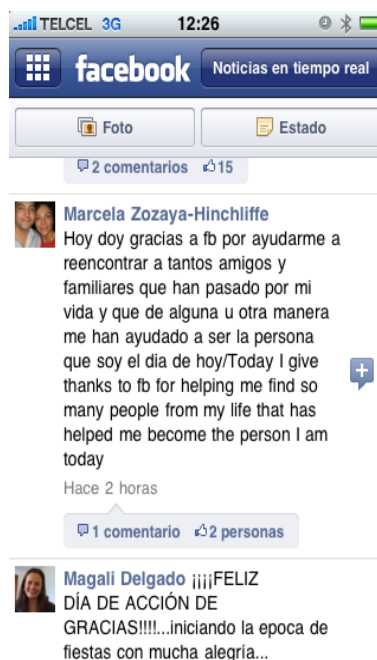 TELCEL 3G 12:26
facebook Noticias en tiempo real
Foto Estado
2 comentarios 15
Marcela Zozaya-Hinchliffe
Hoy doy gracias a fb por ayudarme a
reencontrar a tantos amigos y
familiares que han pasado por mi
vida y que de alguna u otra manera
me han ayudado a ser la persona
que soy el dia de hoy/Today I give
thanks to fb for helping me find so
many people from my life that has
helped me become the person I am
today
Hace 2 horas
1 comentario 2 personas
Magali Delgado ¡¡¡¡FELIZ
DÍA DE ACCIÓN DE
GRACIAS!!!!...iniciando la epoca de
fiestas con mucha alegría...